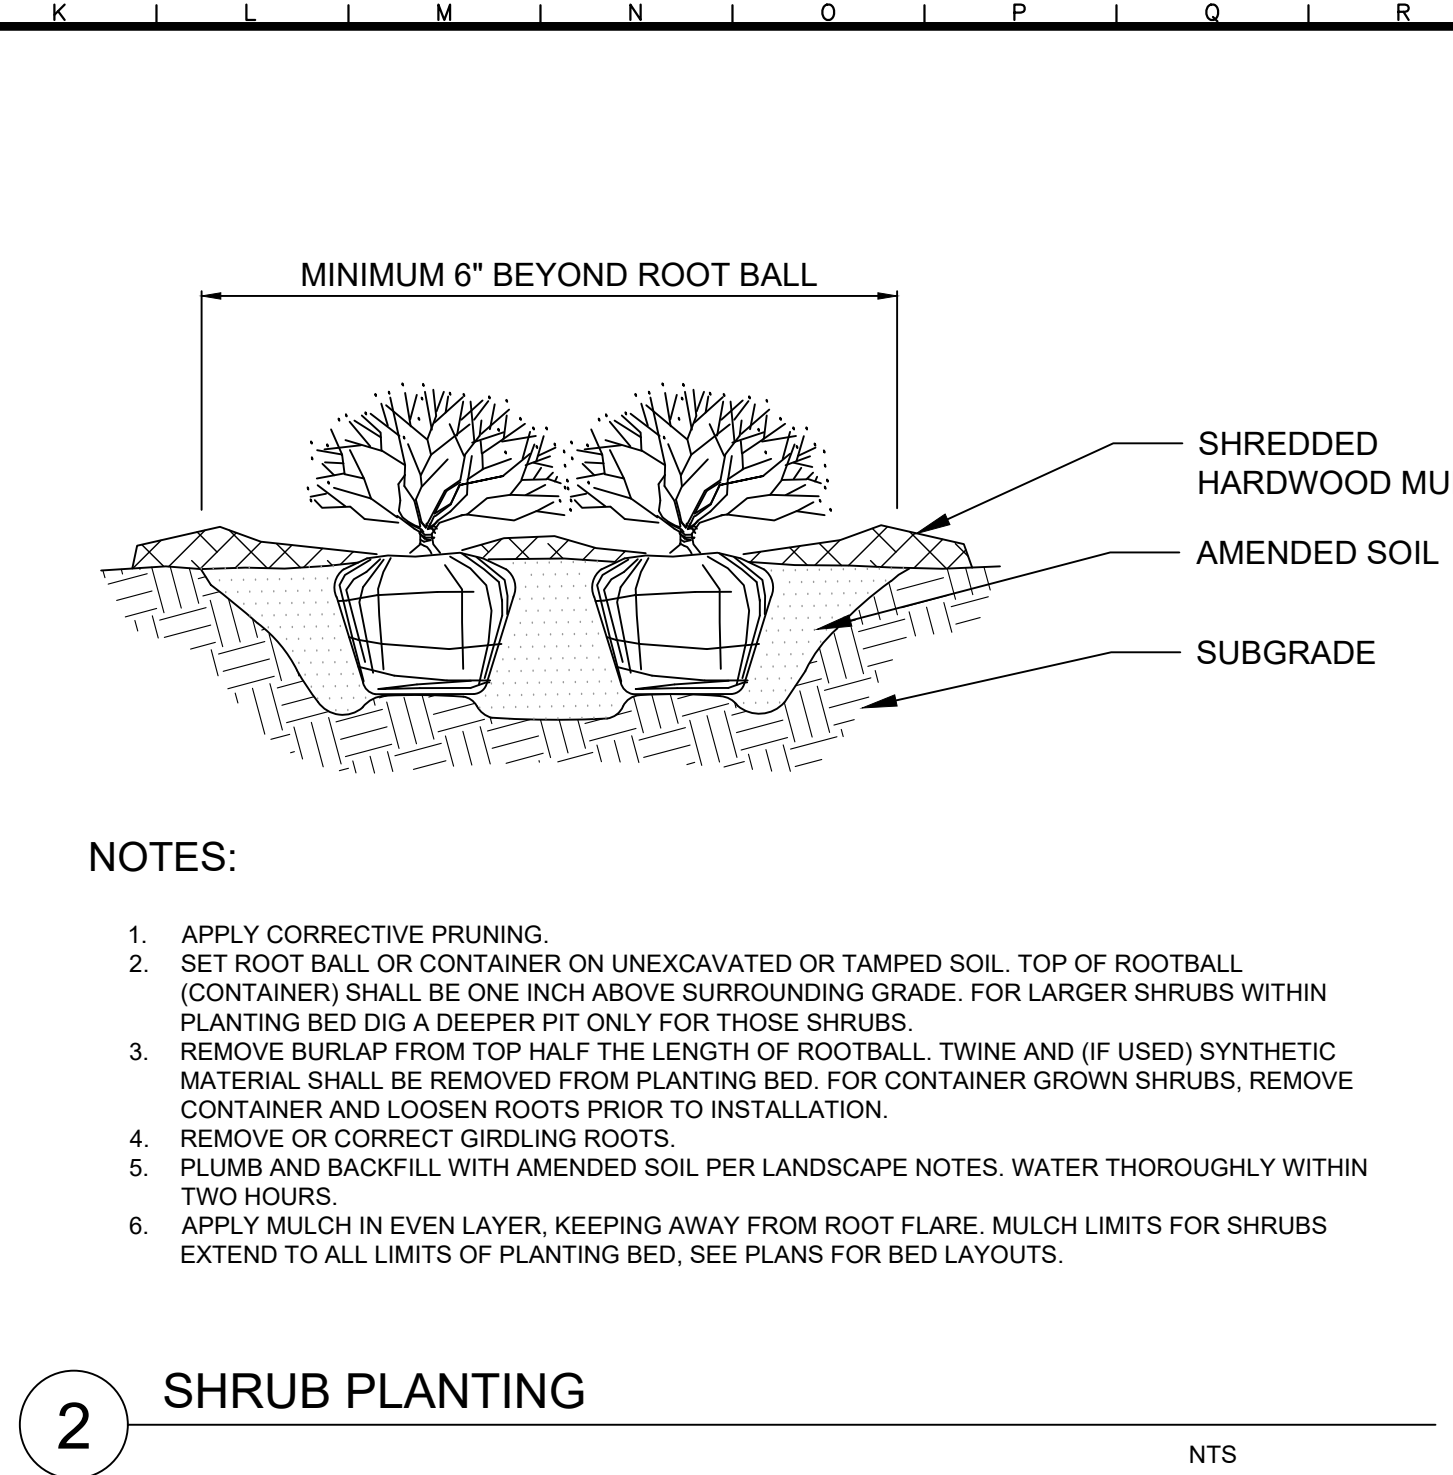 K L M N O P Q R
MINIMUM 6" BEYOND ROOT BALL
SHREDDED
HARDWOOD MU
AMENDED SOIL
SUBGRADE
NOTES:
1. APPLY CORRECTIVE PRUNING.
2. SET ROOT BALL OR CONTAINER ON UNEXCAVATED OR TAMPED SOIL. TOP OF ROOTBALL
(CONTAINER) SHALL BE ONE INCH ABOVE SURROUNDING GRADE. FOR LARGER SHRUBS WITHIN
PLANTING BED DIG A DEEPER PIT ONLY FOR THOSE SHRUBS.
3. REMOVE BURLAP FROM TOP HALF THE LENGTH OF ROOTBALL. TWINE AND (IF USED) SYNTHETIC
MATERIAL SHALL BE REMOVED FROM PLANTING BED. FOR CONTAINER GROWN SHRUBS, REMOVE
CONTAINER AND LOOSEN ROOTS PRIOR TO INSTALLATION.
4. REMOVE OR CORRECT GIRDLING ROOTS.
5. PLUMB AND BACKFILL WITH AMENDED SOIL PER LANDSCAPE NOTES. WATER THOROUGHLY WITHIN
TWO HOURS.
6. APPLY MULCH IN EVEN LAYER, KEEPING AWAY FROM ROOT FLARE. MULCH LIMITS FOR SHRUBS
EXTEND TO ALL LIMITS OF PLANTING BED, SEE PLANS FOR BED LAYOUTS.
2 SHRUB PLANTING
NTS